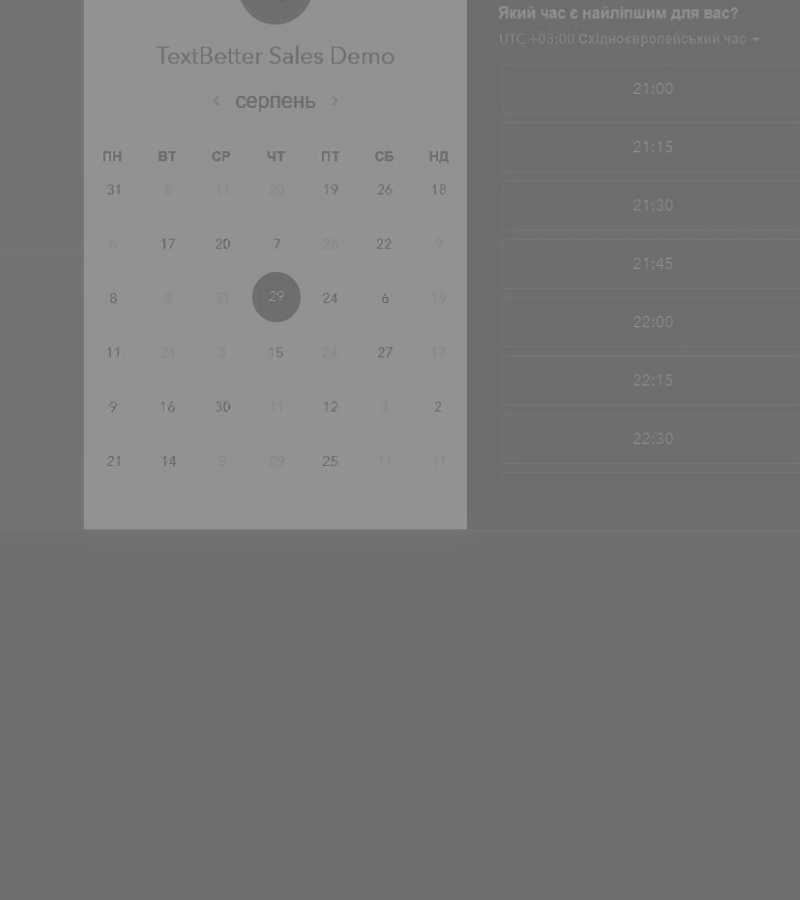 TextBetter Sales Demo
‹ серпень ›
ПН ВТ СР ЧТ ПТ СБ НД
31 5 11 20 19 26 18
6 17 20 7 26 22 9
8 3 31 29 24 6 19
11 21 3 15 24 27 17
9 16 30 11 12 3 2
21 14 5 29 25 11 11
Який час є найліпшим для вас?
UTC +03:00 Східноєвропейський час
21:00
21:15
21:30
21:45
22:00
22:15
22:30